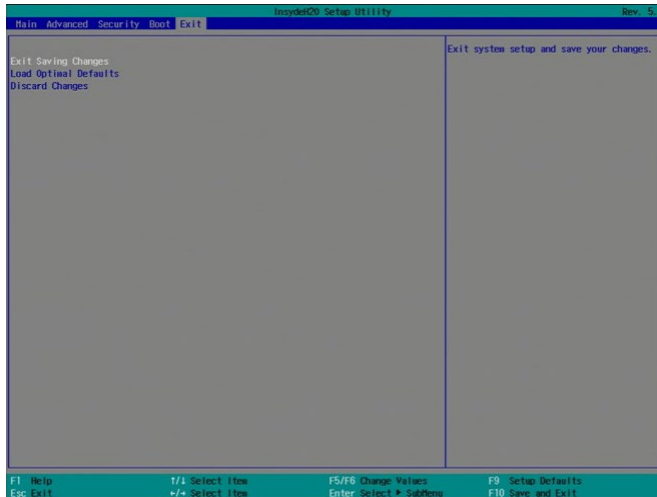 InsydeH20 Setup Utility Rev. 5.
Main Advanced Security Boot Exit
Exit Saving Changes
Load Optimal Defaults
Discard Changes
Exit system setup and save your changes.
F1 Help ↑/↓ Select Item F5/F6 Change Values F9 Setup Defaults
Esc Exit ←/→ Select Item Enter Select ▶ SubMenu F10 Save and Exit